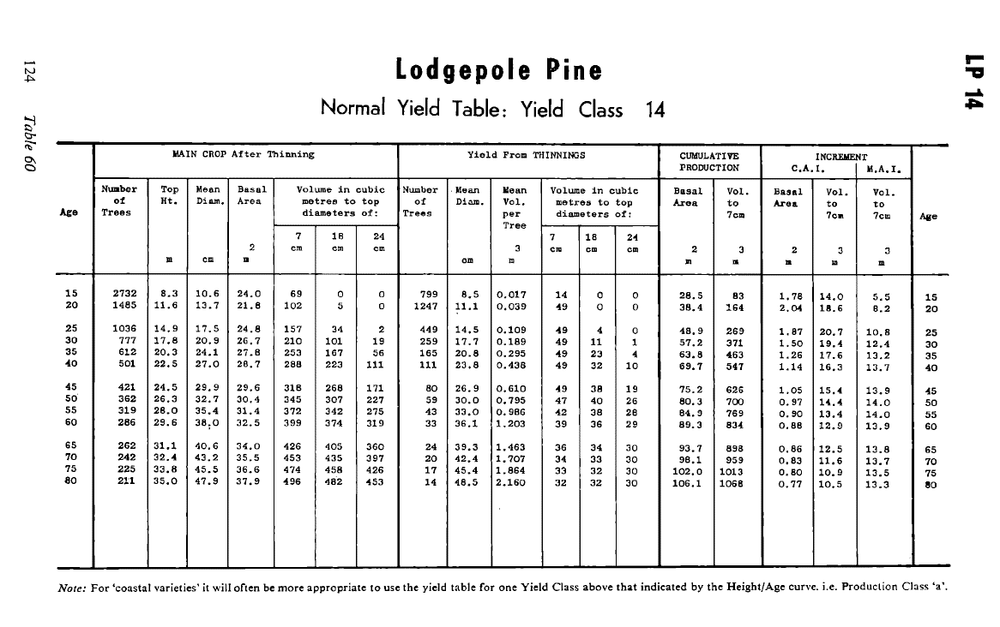 124 Table 60
LP 14
Lodgepole Pine
Normal Yield Table: Yield Class 14
MAIN CROP After Thinning Yield From THINNINGS CUMULATIVE PRODUCTION INCREMENT
C.A.I. M.A.I.
Age Number of Trees Top Ht. m Mean Diam. cm Basal Area m2 Volume in cubic metres to top diameters of: 7 cm 18 cm 24 cm Number of Trees Mean Diam. cm Mean Vol. per Tree m3 Volume in cubic metres to top diameters of: 7 cm 18 cm 24 cm Basal Area m2 Vol. to 7cm m3 Basal Area m2 Vol. to 7cm m3 Vol. to 7cm m3 Age
15 2732 8.3 10.6 24.0 69 0 0 799 8.5 0.017 14 0 0 28.5 83 1.78 14.0 5.5 15
20 1485 11.6 13.7 21.8 102 5 0 1247 11.1 0.039 49 0 0 38.4 164 2.04 18.6 8.2 20
25 1036 14.9 17.5 24.8 157 34 2 449 14.5 0.109 49 4 0 48.9 269 1.87 20.7 10.8 25
30 777 17.8 20.9 26.7 210 101 19 259 17.7 0.189 49 11 1 57.2 371 1.50 19.4 12.4 30
35 612 20.3 24.1 27.8 253 167 56 165 20.8 0.295 49 23 4 63.8 463 1.26 17.6 13.2 35
40 501 22.5 27.0 28.7 288 223 111 111 23.8 0.438 49 32 10 69.7 547 1.14 16.3 13.7 40
45 421 24.5 29.9 29.6 318 268 171 80 26.9 0.610 49 38 19 75.2 626 1.05 15.4 13.9 45
50 362 26.3 32.7 30.4 345 307 227 59 30.0 0.795 47 40 26 80.3 700 0.97 14.4 14.0 50
55 319 28.0 35.4 31.4 372 342 275 43 33.0 0.986 42 38 28 84.9 769 0.90 13.4 14.0 55
60 286 29.6 38.0 32.5 399 374 319 33 36.1 1.203 39 36 29 89.3 834 0.88 12.9 13.9 60
65 262 31.1 40.6 34.0 426 405 360 24 39.3 1.463 36 34 30 93.7 898 0.86 12.5 13.8 65
70 242 32.4 43.2 35.5 453 435 397 20 42.4 1.707 34 33 30 98.1 959 0.83 11.6 13.7 70
75 225 33.8 45.5 36.6 474 458 426 17 45.4 1.864 33 32 30 102.0 1013 0.80 10.9 13.5 75
80 211 35.0 47.9 37.9 496 482 453 14 48.5 2.160 32 32 30 106.1 1068 0.77 10.5 13.3 80
Note: For 'coastal varieties' it will often be more appropriate to use the yield table for one Yield Class above that indicated by the Height/Age curve. i.e. Production Class 'a'.